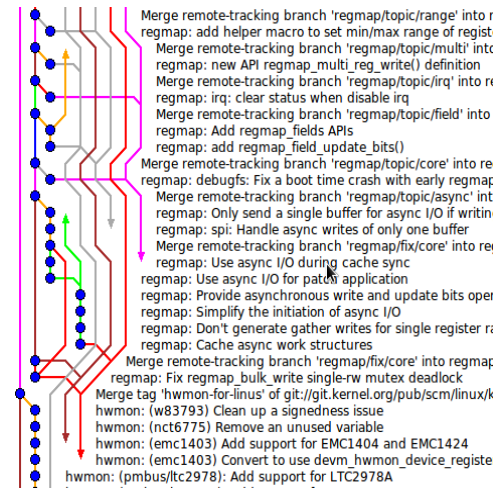 Merge remote-tracking branch 'regmap/topic/range' into
regmap: add helper macro to set min/max range of
Merge remote-tracking branch 'regmap/topic/multi' into
regmap: new API regmap_multi_reg_write() definition
Merge remote-tracking branch 'regmap/topic/irq' into
regmap: irq: clear status when disable irq
Merge remote-tracking branch 'regmap/topic/field' into
regmap: Add regmap_fields APIs
regmap: add regmap_field_update_bits()
Merge remote-tracking branch 'regmap/topic/core' into
regmap: debugfs: Fix a boot time crash with early
Merge remote-tracking branch 'regmap/topic/async'
regmap: Only send a single buffer for async I/O if
regmap: spi: Handle async writes of only one buffer
Merge remote-tracking branch 'regmap/fix/core' into
regmap: Use async I/O during cache sync
regmap: Use async I/O for patch application
regmap: Provide asynchronous write and update bits
regmap: Simplify the initiation of async I/O
regmap: Don't generate gather writes for single register
regmap: Cache async work structures
Merge remote-tracking branch 'regmap/fix/core' into
regmap: Fix regmap_bulk_write single-rw mutex deadlock
Merge tag 'hwmon-for-linus' of git://git.kernel.org/pub/scm/linux/k
hwmon: (w83793) Clean up a signedness issue
hwmon: (nct6775) Remove an unused variable
hwmon: (emc1403) Add support for EMC1404 and EMC1424
hwmon: (emc1403) Convert to use devm_hwmon_device_registe
hwmon: (pmbus/ltc2978): Add support for LTC2978A